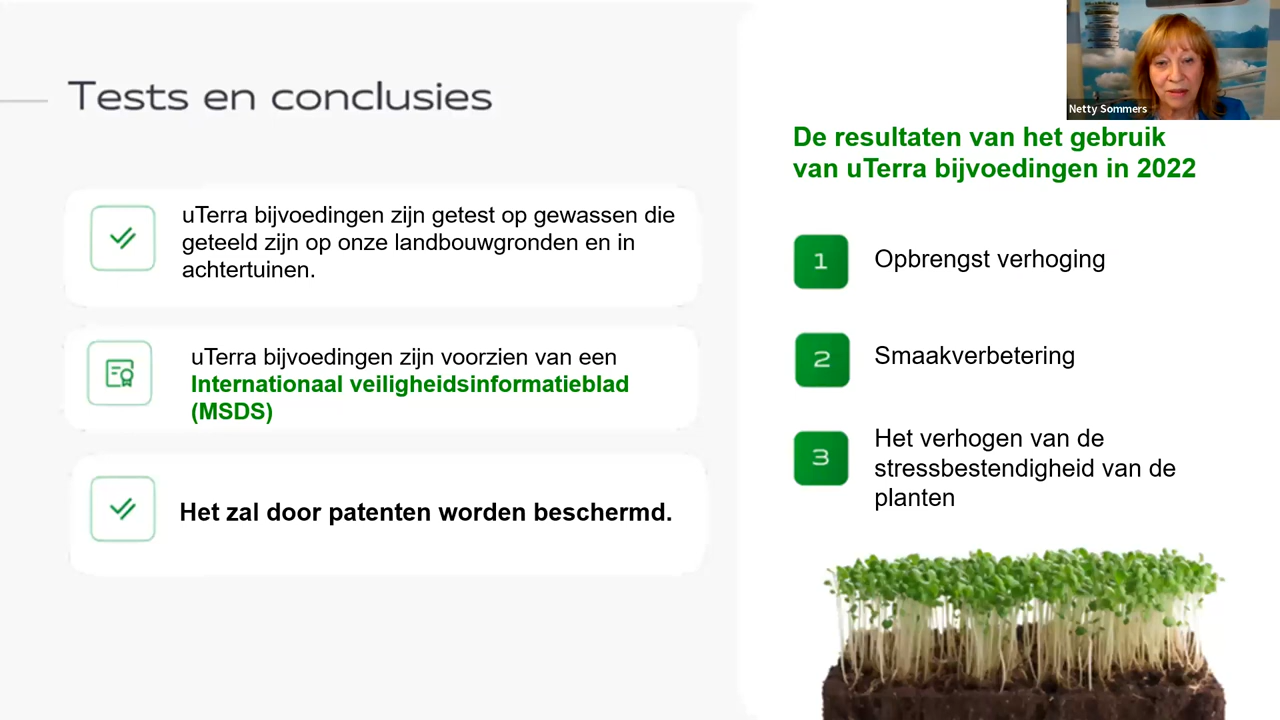 Tests en conclusies
uTerra bijvoedingen zijn getest op gewassen die
geteeld zijn op onze landbouwgronden en in
achtertuinen.
uTerra bijvoedingen zijn voorzien van een
Internationaal veiligheidsinformatieblad
(MSDS)
Het zal door patenten worden beschermd.
Netty Sommers
De resultaten van het gebruik
van uTerra bijvoedingen in 2022
1
Opbrengst verhoging
2
Smaakverbetering
3
Het verhogen van de
stressbestendigheid van de
planten